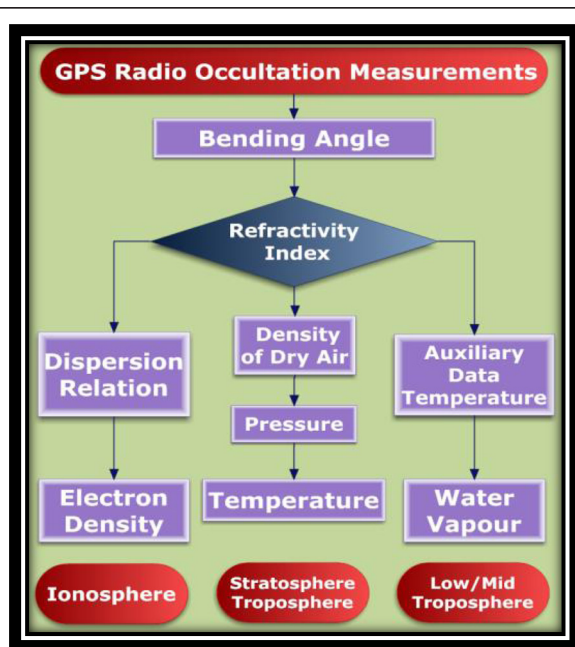 GPS Radio Occultation Measurements
Bending Angle
Refractivity
Index
Dispersion
Relation
Density
of Dry Air
Auxiliary
Data
Temperature
Pressure
Electron
Density
Temperature
Water
Vapour
Ionosphere
Stratosphere
Troposphere
Low/Mid
Troposphere